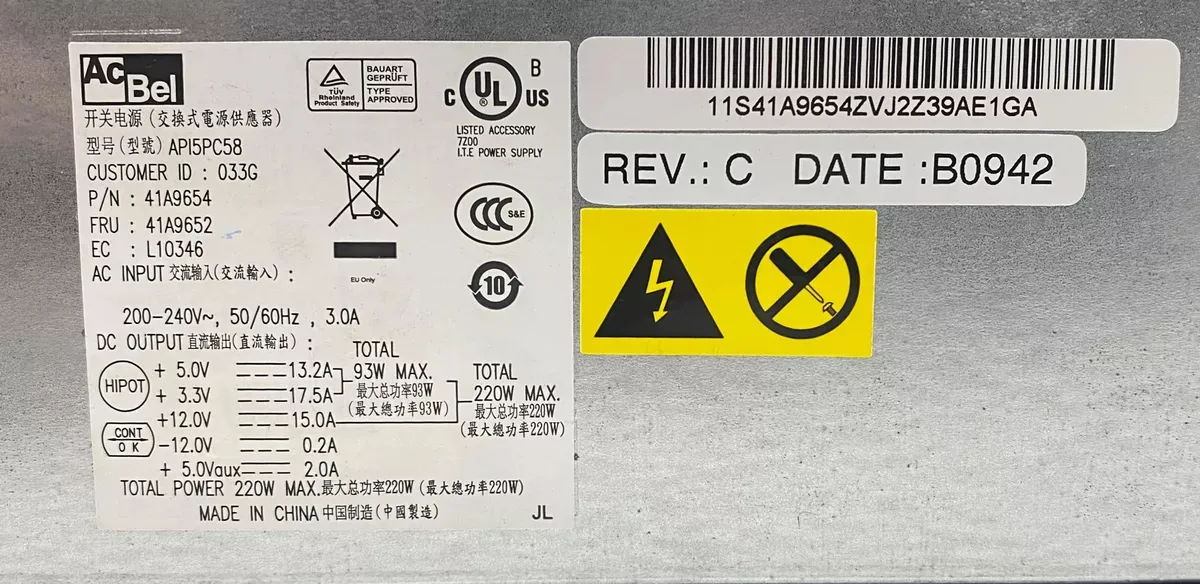 AcBel
开关电源 (交換式電源供應器)
型号(型號) API5PC58
CUSTOMER ID : 033G
P/N : 41A9654
FRU : 41A9652
EC : L10346
AC INPUT 交流输入(交流輸入) :
200-240V~, 50/60Hz , 3.0A
DC OUTPUT 直流输出(直流輸出) :
HIPOT
CONT
OK
+ 5.0V 13.2A
+ 3.3V 17.5A
+12.0V 15.0A
-12.0V 0.2A
+ 5.0Vaux 2.0A
TOTAL
93W MAX.
最大总功率93W
(最大總功率93W)
TOTAL
220W MAX.
最大总功率220W
(最大總功率220W)
TOTAL POWER 220W MAX.最大总功率220W (最大總功率220W)
MADE IN CHINA 中国制造(中國製造)
JL
TÜV
Rheinland
Product Safety
BAUART
GEPRÜFT
TYPE
APPROVED
C UL ® US
B
LISTED ACCESSORY
7Z00
I.T.E POWER SUPPLY
EU Only
CCC S&E
10
11S41A9654ZVJ2Z39AE1GA
REV.: C DATE :B0942